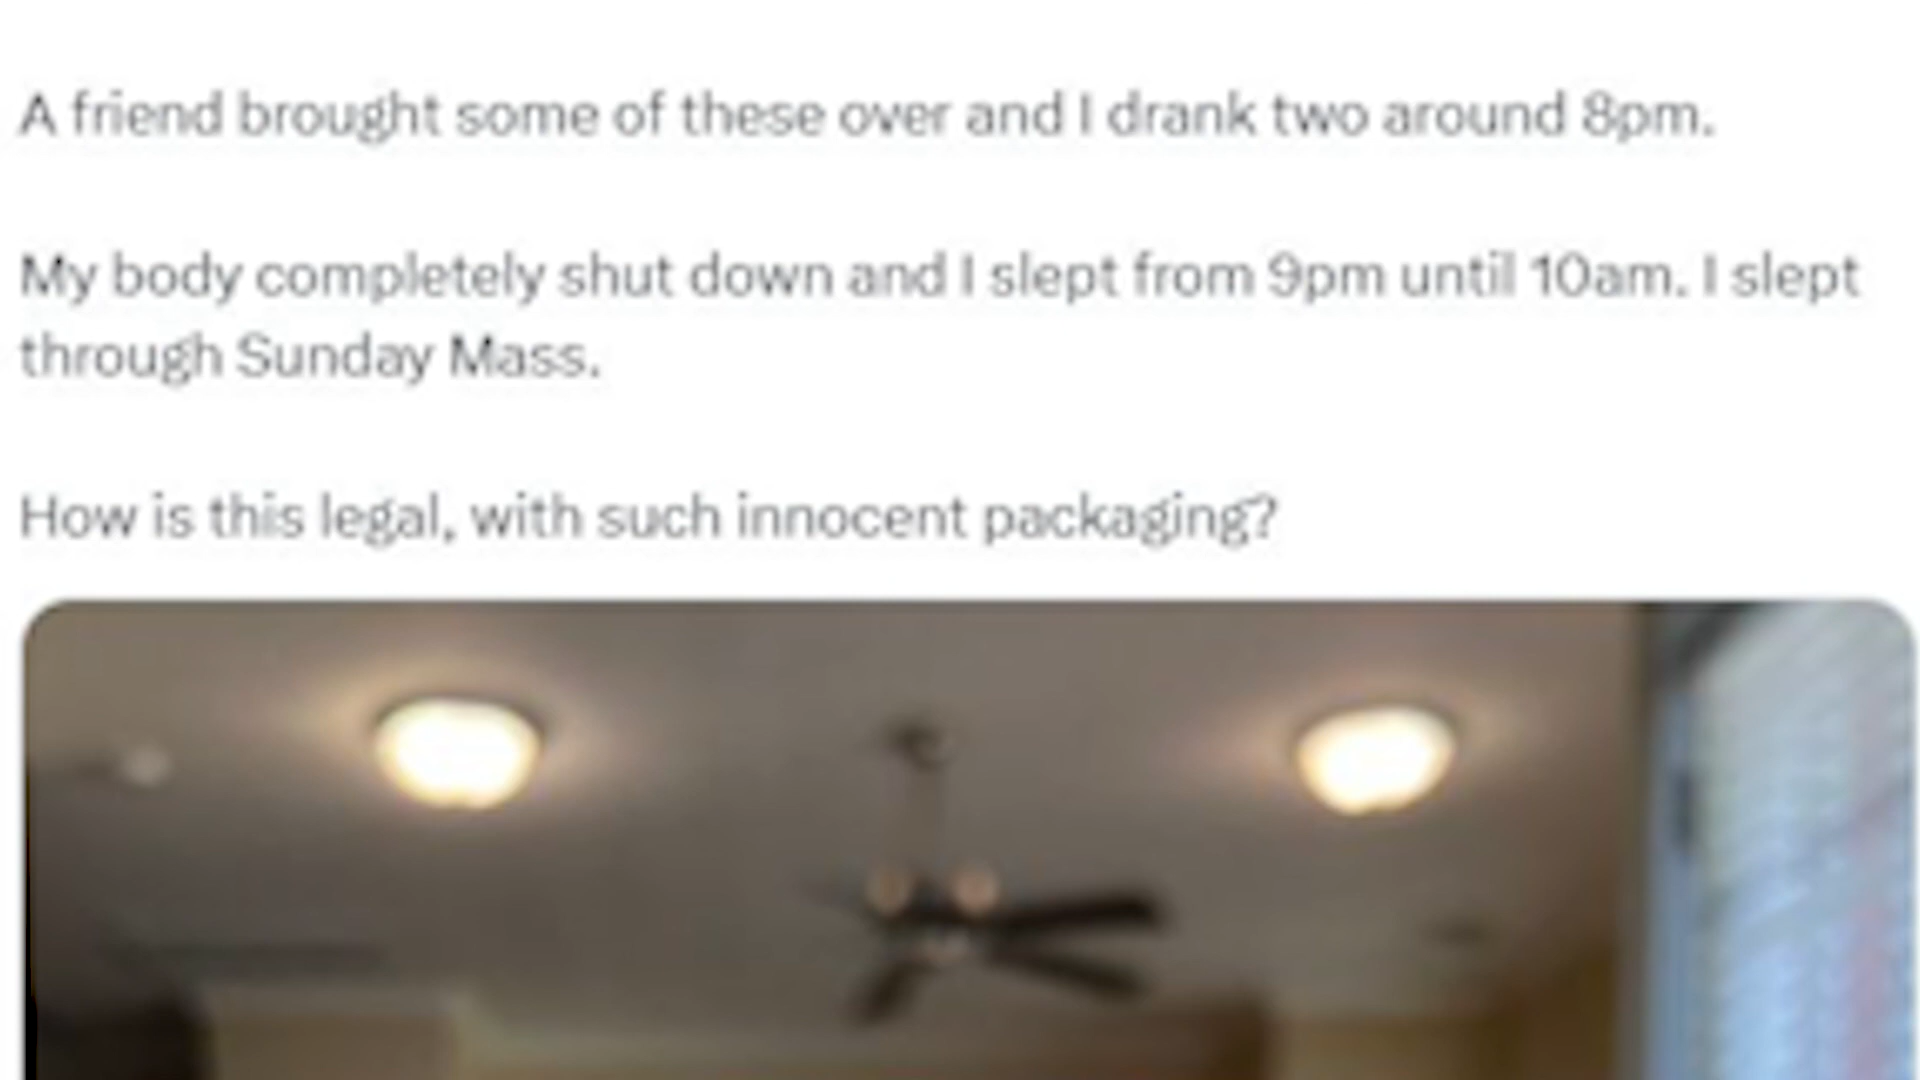 A friend brought some of these over and I drank two around 8pm.
My body completely shut down and I slept from 9pm until 10am. I slept
through Sunday Mass.
How is this legal, with such innocent packaging?